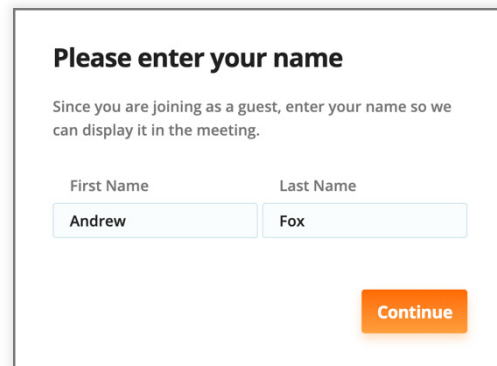 Please enter your name
Since you are joining as a guest, enter your name so we
can display it in the meeting.
First Name Last Name
Andrew Fox
Continue